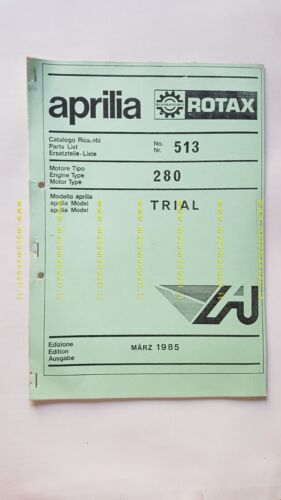 aprilia ROTAX
Catalogo Ricambi
Parts List
Ersatzteile-Liste
No.
Nr. 513
Motore Tipo
Engine Type
Motor Type
280
Modello aprilia
aprilia Model
aprilia Model
TRIAL
Edizione
Edition
Ausgabe
MÄRZ 1985